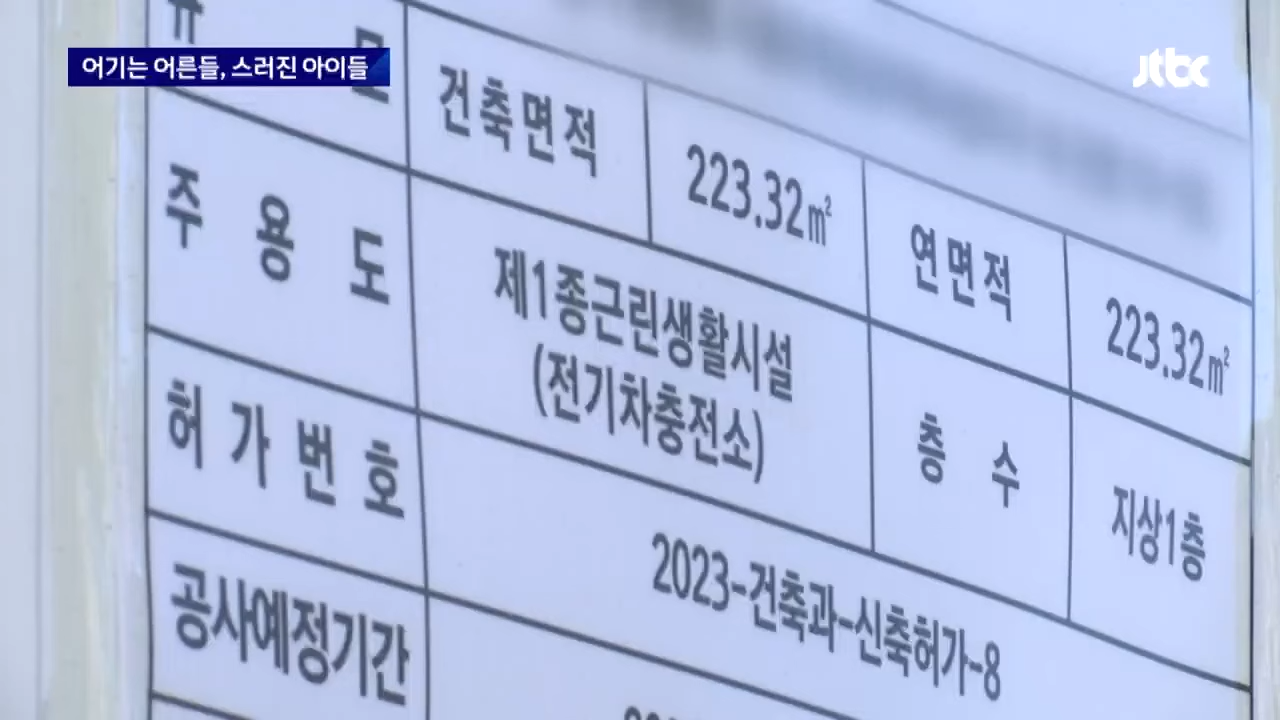 어기는 어른들, 스러진 아이들
jtbc
규 모
건축면적
223.32㎡
연면적
223.32㎡
주 용 도
제1종근린생활시설
(전기차충전소)
층 수
지상1층
허 가 번 호
2023-건축과-신축허가-8
공사예정기간